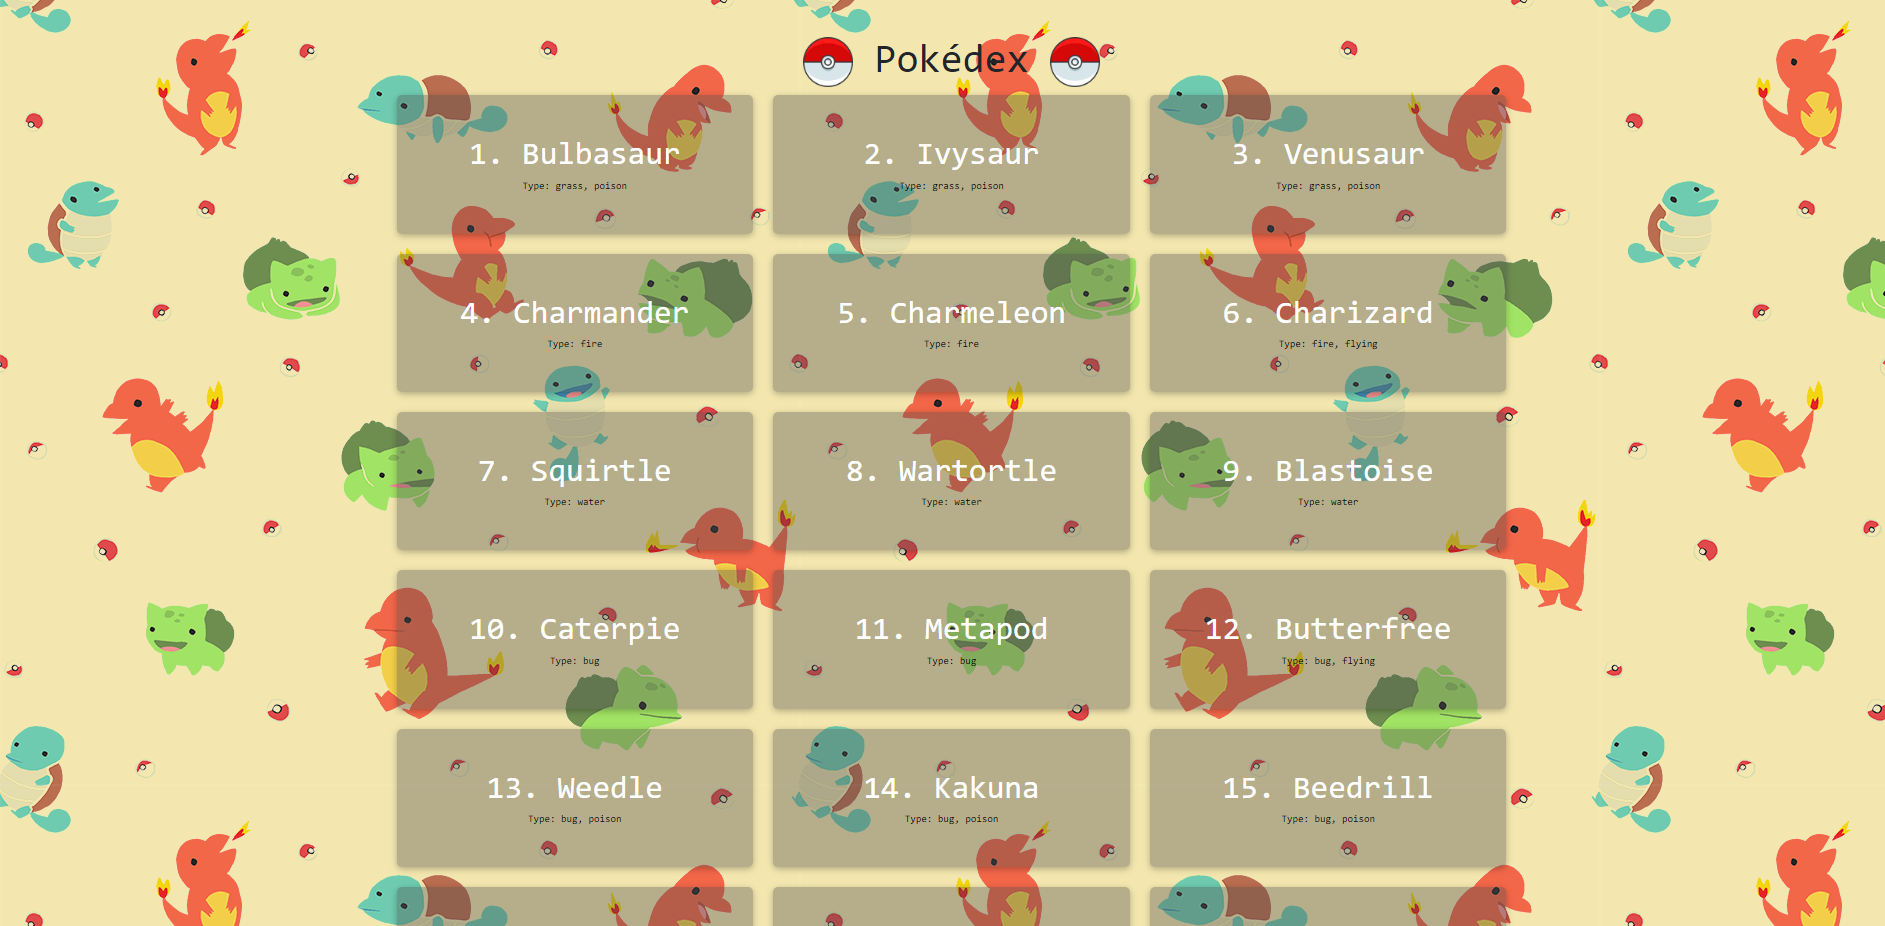 Pokédex
1. Bulbasaur
Type: grass, poison
2. Ivysaur
Type: grass, poison
3. Venusaur
Type: grass, poison
4. Charmander
Type: fire
5. Charmeleon
Type: fire
6. Charizard
Type: fire, flying
7. Squirtle
Type: water
8. Wartortle
Type: water
9. Blastoise
Type: water
10. Caterpie
Type: bug
11. Metapod
Type: bug
12. Butterfree
Type: bug, flying
13. Weedle
Type: bug, poison
14. Kakuna
Type: bug, poison
15. Beedrill
Type: bug, poison